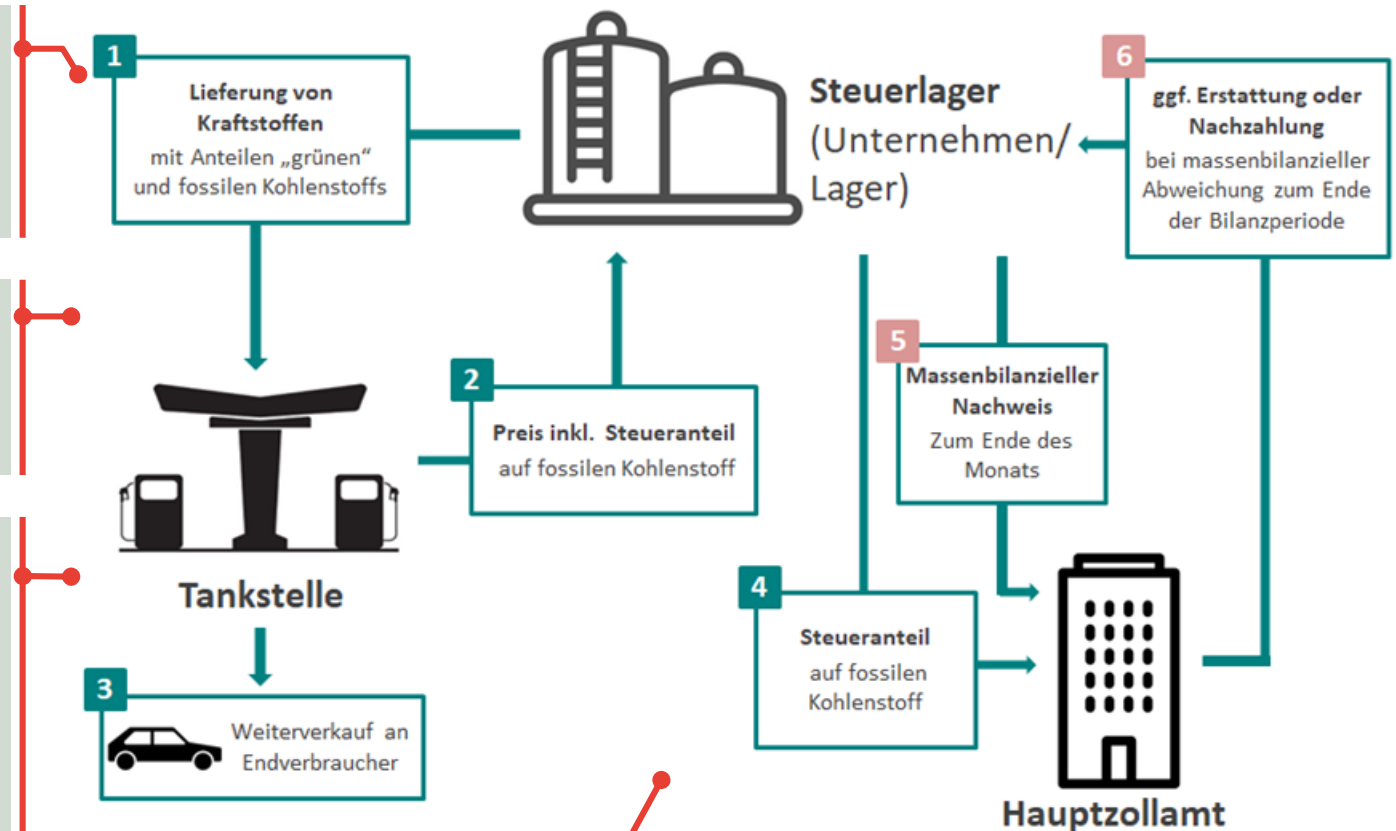 1
Lieferung von
Kraftstoffen
mit Anteilen „grünen“
und fossilen Kohlenstoffs
Steuerlager
(Unternehmen/
Lager)
6
ggf. Erstattung oder
Nachzahlung
bei massenbilanzieller
Abweichung zum Ende
der Bilanzperiode
2
Preis inkl. Steueranteil
auf fossilen Kohlenstoff
5
Massenbilanzieller
Nachweis
Zum Ende des
Monats
Tankstelle
4
Steueranteil
auf fossilen
Kohlenstoff
3
Weiterverkauf an
Endverbraucher
Hauptzollamt